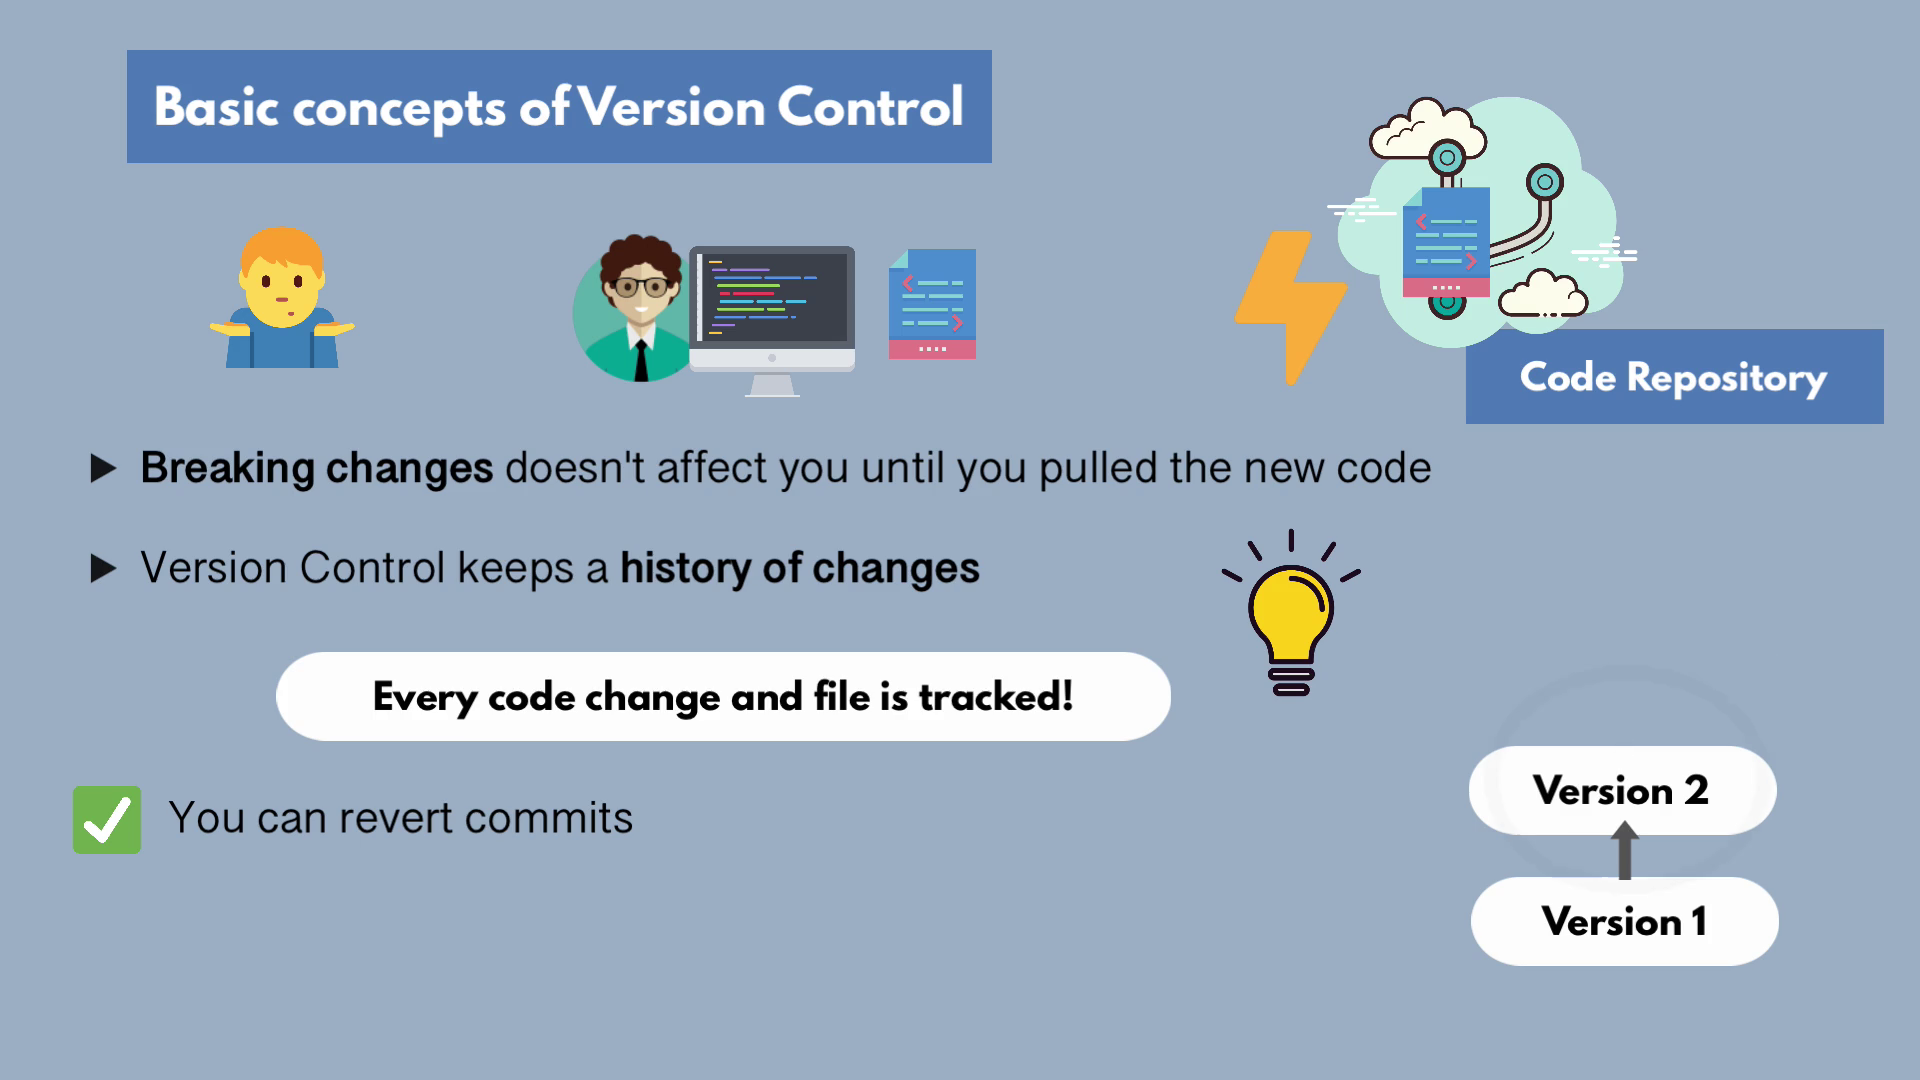 Basic concepts of Version Control
Code Repository
Breaking changes doesn't affect you until you pulled the new code
Version Control keeps a history of changes
Every code change and file is tracked!
You can revert commits
Version 2
Version 1